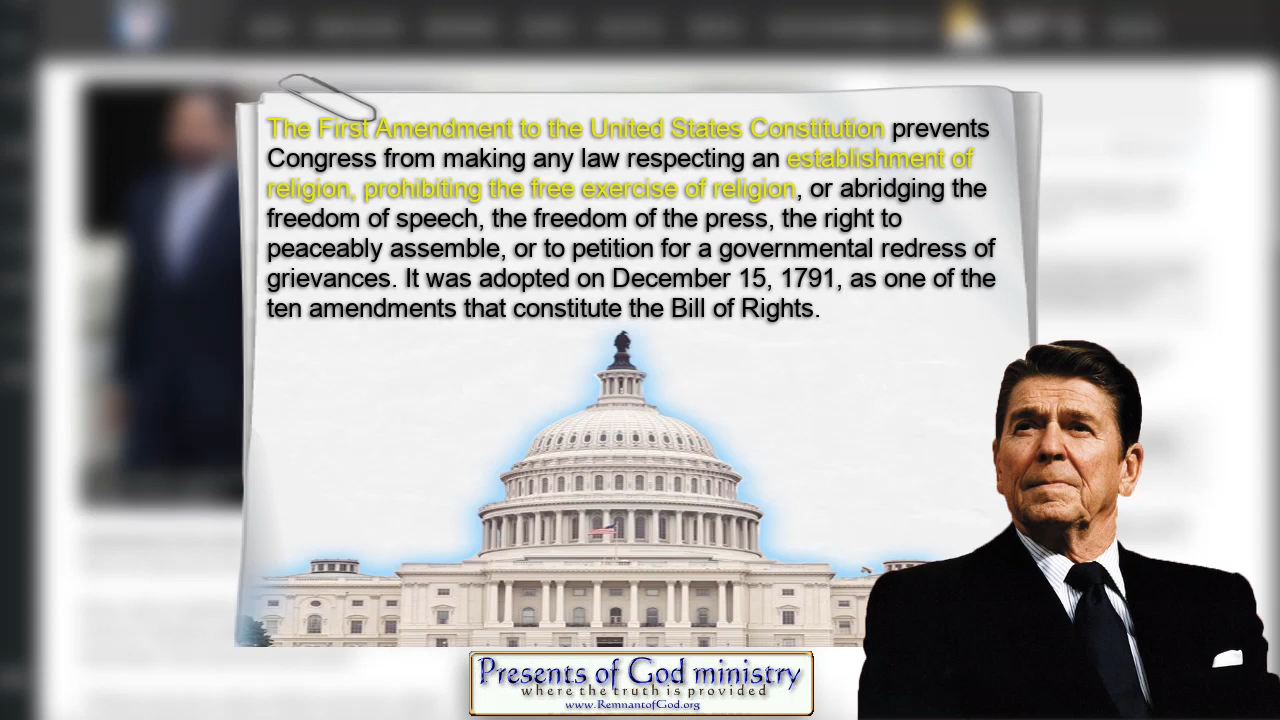 The First Amendment to the United States Constitution prevents
Congress from making any law respecting an establishment of
religion, prohibiting the free exercise of religion, or abridging the
freedom of speech, the freedom of the press, the right to
peaceably assemble, or to petition for a governmental redress of
grievances. It was adopted on December 15, 1791, as one of the
ten amendments that constitute the Bill of Rights.
Presents of God ministry
where the truth is provided
www.RemnantofGod.org